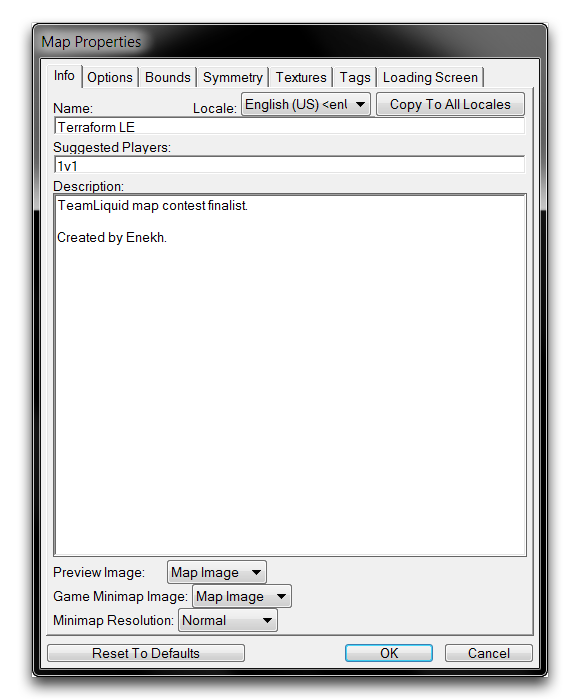 Map Properties
Info Options Bounds Symmetry Textures Tags Loading Screen
Name: Locale: English (US) <enU Copy To All Locales
Terraform LE
Suggested Players:
1v1
Description:
TeamLiquid map contest finalist.
Created by Enekh.
Preview Image: Map Image
Game Minimap Image: Map Image
Minimap Resolution: Normal
Reset To Defaults OK Cancel